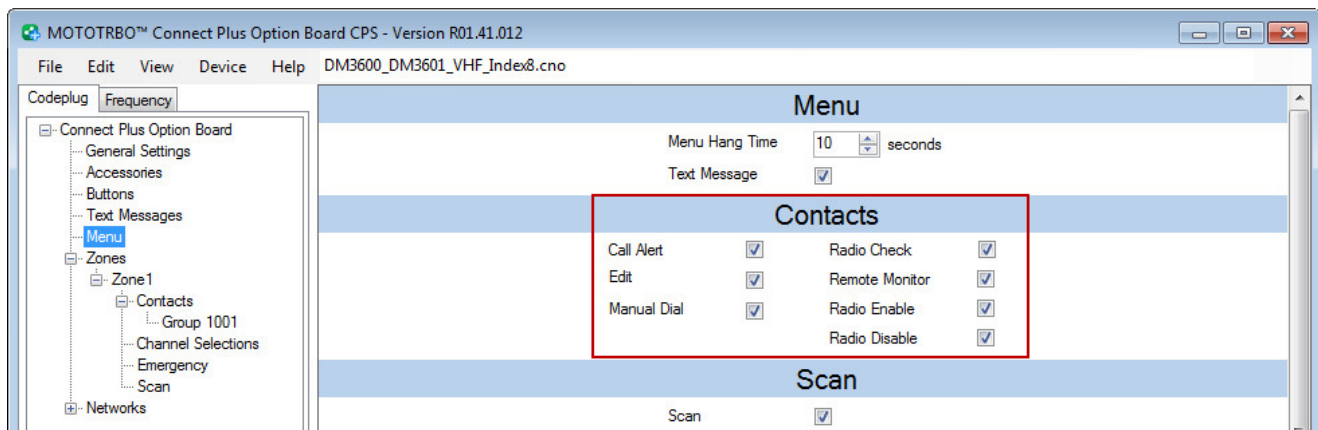 MOTOTRBO™ Connect Plus Option Board CPS - Version R01.41.012
File Edit View Device Help DM3600_DM3601_VHF_Index8.cno
Codeplug Frequency
Connect Plus Option Board
General Settings
Accessories
Buttons
Text Messages
Menu
Zones
Zone1
Contacts
Group 1001
Channel Selections
Emergency
Scan
Networks
Menu
Menu Hang Time 10 seconds
Text Message
Contacts
Call Alert Radio Check
Edit Remote Monitor
Manual Dial Radio Enable
Radio Disable
Scan
Scan